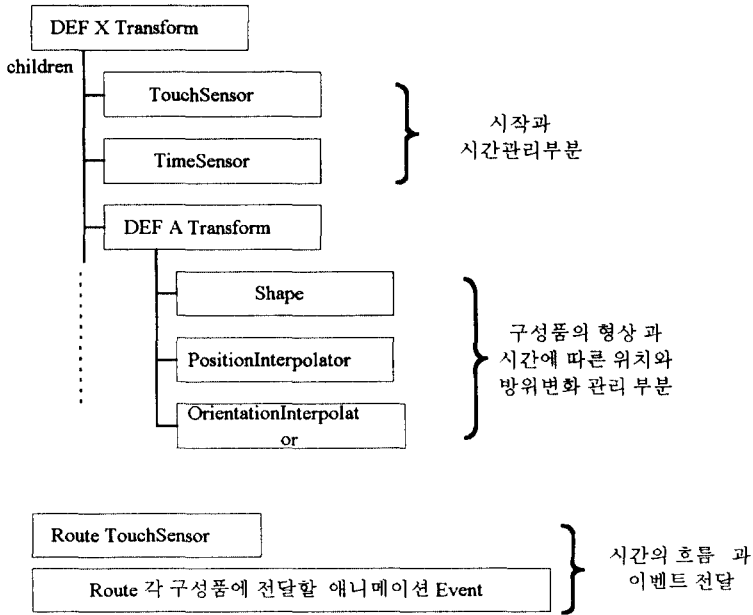 DEF X Transform
children
TouchSensor
시작과
시간관리부분
TimeSensor
DEF A Transform
Shape
구성품의 형상 과
시간에 따른 위치와
방위변화 관리 부분
PositionInterpolator
OrientationInterpolat
or
Route TouchSensor
시간의 흐름 과
이벤트 전달
Route 각 구성품에 전달할 애니메이션 Event